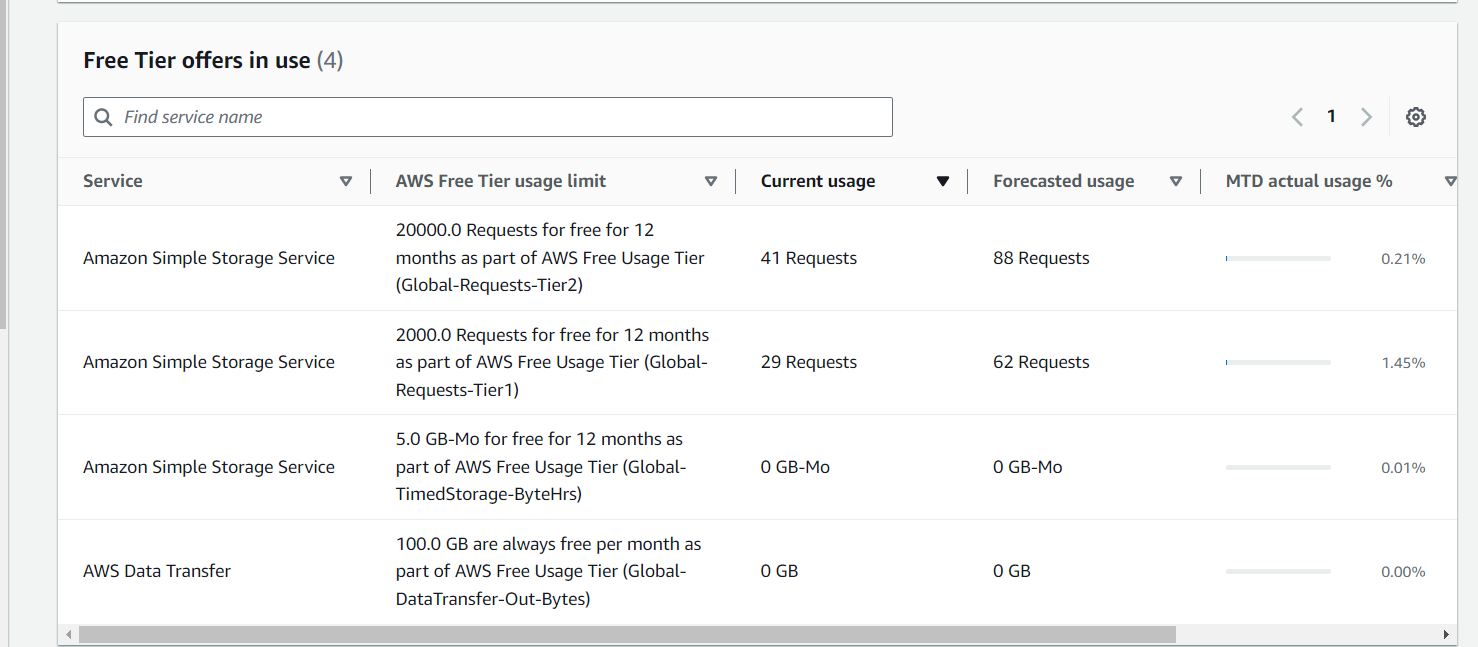 Free Tier offers in use (4)
Find service name
1
Service
AWS Free Tier usage limit
Current usage
Forecasted usage
MTD actual usage %
Amazon Simple Storage Service
20000.0 Requests for free for 12
months as part of AWS Free Usage Tier
(Global-Requests-Tier2)
41 Requests
88 Requests
0.21%
Amazon Simple Storage Service
2000.0 Requests for free for 12 months
as part of AWS Free Usage Tier (Global-
Requests-Tier1)
29 Requests
62 Requests
1.45%
Amazon Simple Storage Service
5.0 GB-Mo for free for 12 months as
part of AWS Free Usage Tier (Global-
TimedStorage-ByteHrs)
0 GB-Mo
0 GB-Mo
0.01%
AWS Data Transfer
100.0 GB are always free per month as
part of AWS Free Usage Tier (Global-
DataTransfer-Out-Bytes)
0 GB
0 GB
0.00%